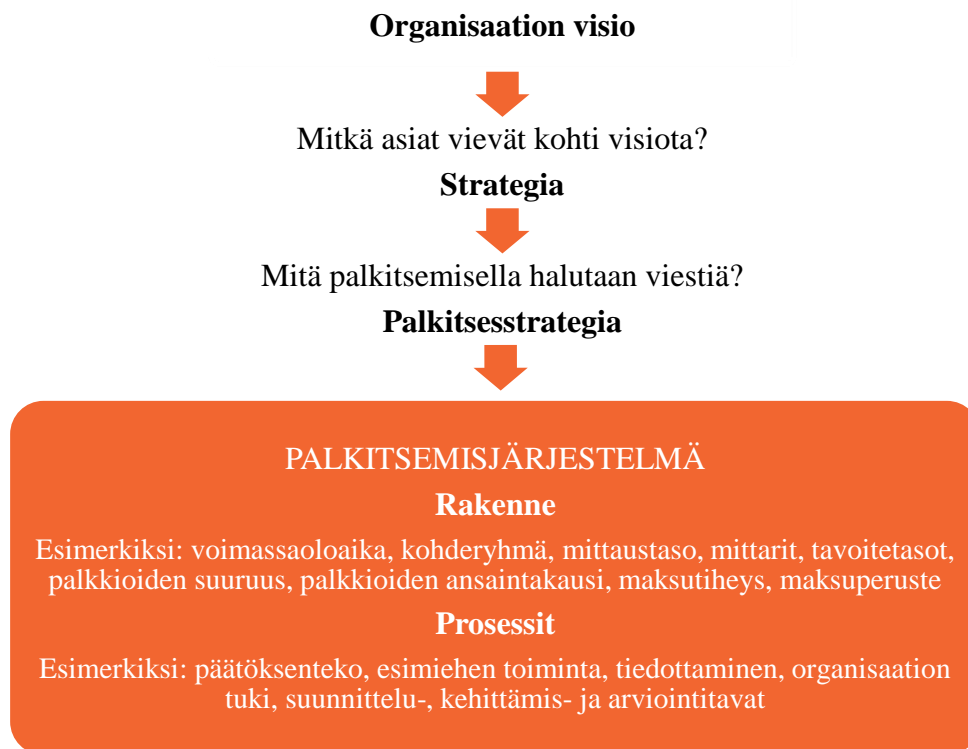 Organisaation visio
Mitkä asiat vievät kohti visiota?
Strategia
Mitä palkitsemisella halutaan viestiä?
Palkitsesstrategia
PALKITSEMISJÄRJESTELMÄ
Rakenne
Esimerkiksi: voimassaoloaika, kohderyhmä, mittaustaso, mittarit, tavoitetasot,
palkkioiden suuruus, palkkioiden ansaintakausi, maksutiheys, maksuperuste
Prosessit
Esimerkiksi: päätöksenteko, esimiehen toiminta, tiedottaminen, organisaation
tuki, suunnittelu-, kehittämis- ja arviointitavat